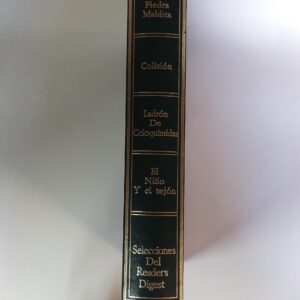 Piedra
Maldita
Colisión
Ladrón
De
Coloquíntidas
El
Niño
Y el tejón
Selecciones
Del
Reader's
Digest